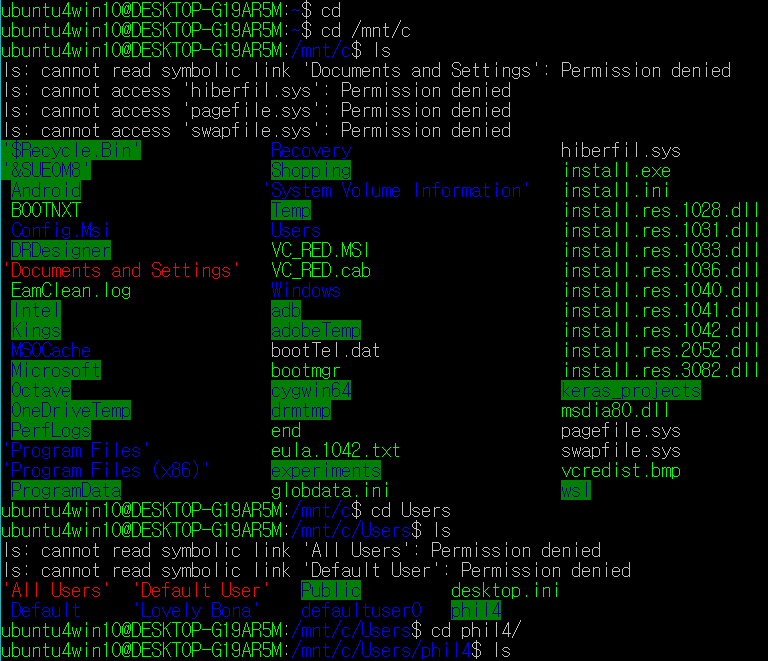 ubuntu4win10@DESKTOP-G19AR5M:~$ cd
ubuntu4win10@DESKTOP-G19AR5M:~$ cd /mnt/c
ubuntu4win10@DESKTOP-G19AR5M:/mnt/c$ ls
ls: cannot read symbolic link 'Documents and Settings': Permission denied
ls: cannot access 'hiberfil.sys': Permission denied
ls: cannot access 'pagefile.sys': Permission denied
ls: cannot access 'swapfile.sys': Permission denied
'$Recycle.Bin' Recovery hiberfil.sys
'&SUEOM8' Shopping install.exe
Android 'System Volume Information' install.ini
BOOTNXT Temp install.res.1028.dll
Config.Msi Users install.res.1031.dll
DRDesigner VC_RED.MSI install.res.1033.dll
'Documents and Settings' VC_RED.cab install.res.1036.dll
EamClean.log Windows install.res.1040.dll
Intel adb install.res.1041.dll
Kings adobeTemp install.res.1042.dll
MSOCache bootTel.dat install.res.2052.dll
Microsoft bootmgr install.res.3082.dll
Octave cygwin64 keras_projects
OneDriveTemp drmtmp msdia80.dll
PerfLogs end pagefile.sys
'Program Files' eula.1042.txt swapfile.sys
'Program Files (x86)' experiments vcredist.bmp
ProgramData globdata.ini wsl
ubuntu4win10@DESKTOP-G19AR5M:/mnt/c$ cd Users
ubuntu4win10@DESKTOP-G19AR5M:/mnt/c/Users$ ls
ls: cannot read symbolic link 'All Users': Permission denied
ls: cannot read symbolic link 'Default User': Permission denied
'All Users' 'Default User' Public desktop.ini
Default 'Lovely Bona' defaultuser0 phil4
ubuntu4win10@DESKTOP-G19AR5M:/mnt/c/Users$ cd phil4/
ubuntu4win10@DESKTOP-G19AR5M:/mnt/c/Users/phil4$ ls